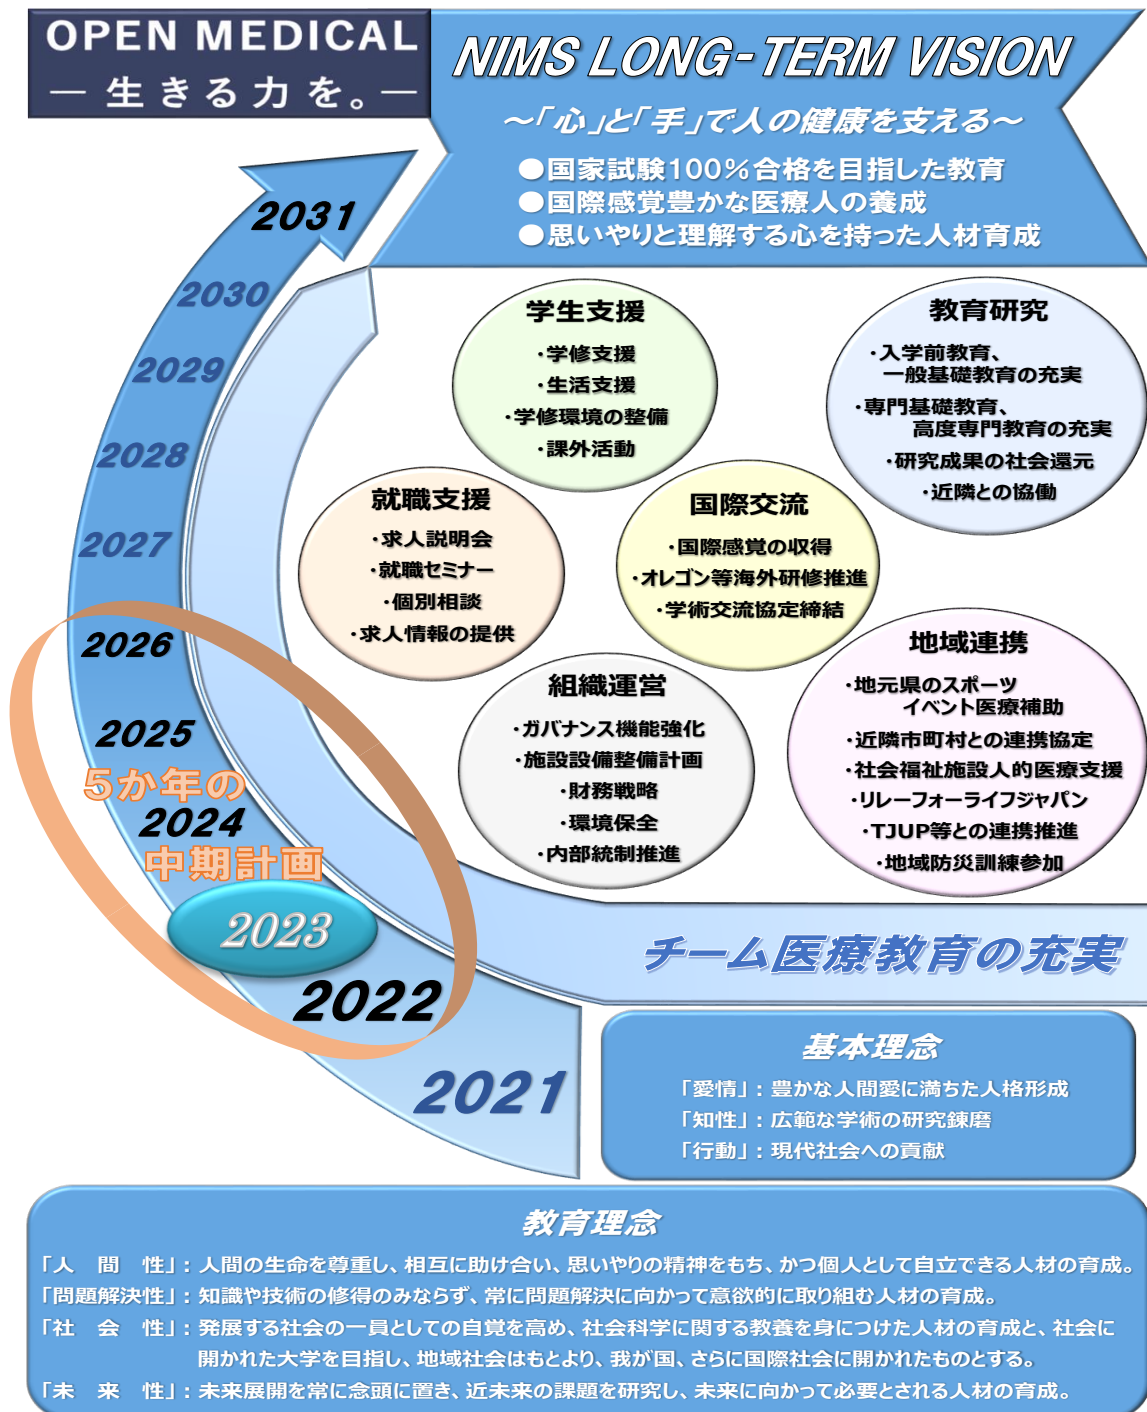 OPEN MEDICAL
―生きる力を。―
NIMS LONG-TERM VISION
～「心」と「手」で人の健康を支える～
●国家試験100％合格を目指した教育
●国際感覚豊かな医療人の養成
●思いやりと理解する心を持った人材育成
2031
2030
2029
2028
2027
2026
2025
5か年の
2024
中期計画
2023
2022
2021
学生支援
・学修支援
・生活支援
・学修環境の整備
・課外活動
教育研究
・入学前教育、
一般基礎教育の充実
・専門基礎教育、
高度専門教育の充実
・研究成果の社会還元
・近隣との協働
就職支援
・求人説明会
・就職セミナー
・個別相談
・求人情報の提供
国際交流
・国際感覚の収得
・オレゴン等海外研修推進
・学術交流協定締結
組織運営
・ガバナンス機能強化
・施設設備整備計画
・財務戦略
・環境保全
・内部統制推進
地域連携
・地元県のスポーツ
イベント医療補助
・近隣市町村との連携協定
・社会福祉施設人的医療支援
・リレーフォーライフジャパン
・TJUP等との連携推進
・地域防災訓練参加
チーム医療教育の充実
基本理念
「愛情」：豊かな人間愛に満ちた人格形成
「知性」：広範な学術の研究錬磨
「行動」：現代社会への貢献
教育理念
「人　間　性」：人間の生命を尊重し、相互に助け合い、思いやりの精神をもち、かつ個人として自立できる人材の育成。
「問題解決性」：知識や技術の修得のみならず、常に問題解決に向かって意欲的に取り組む人材の育成。
「社　会　性」：発展する社会の一員としての自覚を高め、社会科学に関する教養を身につけた人材の育成と、社会に
開かれた大学を目指し、地域社会はもとより、我が国、さらに国際社会に開かれたものとする。
「未　来　性」：未来展開を常に念頭に置き、近未来の課題を研究し、未来に向かって必要とされる人材の育成。